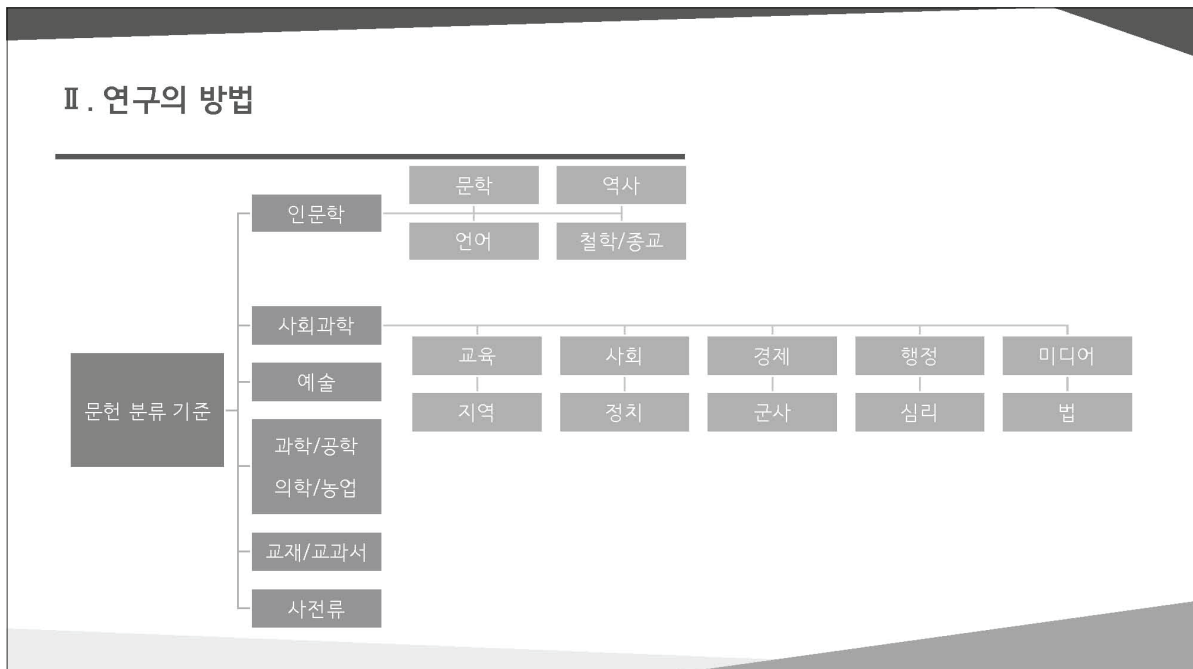 Ⅱ. 연구의 방법
문헌 분류 기준
인문학
문학
역사
언어
철학/종교
사회과학
교육
사회
경제
행정
미디어
지역
정치
군사
심리
법
예술
과학/공학
의학/농업
교재/교과서
사전류